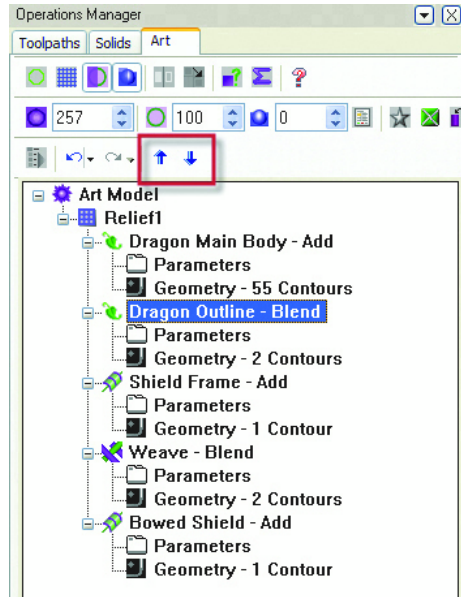 Operations Manager
Toolpaths Solids Art
257 100 0
Art Model
Relief1
Dragon Main Body - Add
Parameters
Geometry - 55 Contours
Dragon Outline - Blend
Parameters
Geometry - 2 Contours
Shield Frame - Add
Parameters
Geometry - 1 Contour
Weave - Blend
Parameters
Geometry - 2 Contours
Bowed Shield - Add
Parameters
Geometry - 1 Contour